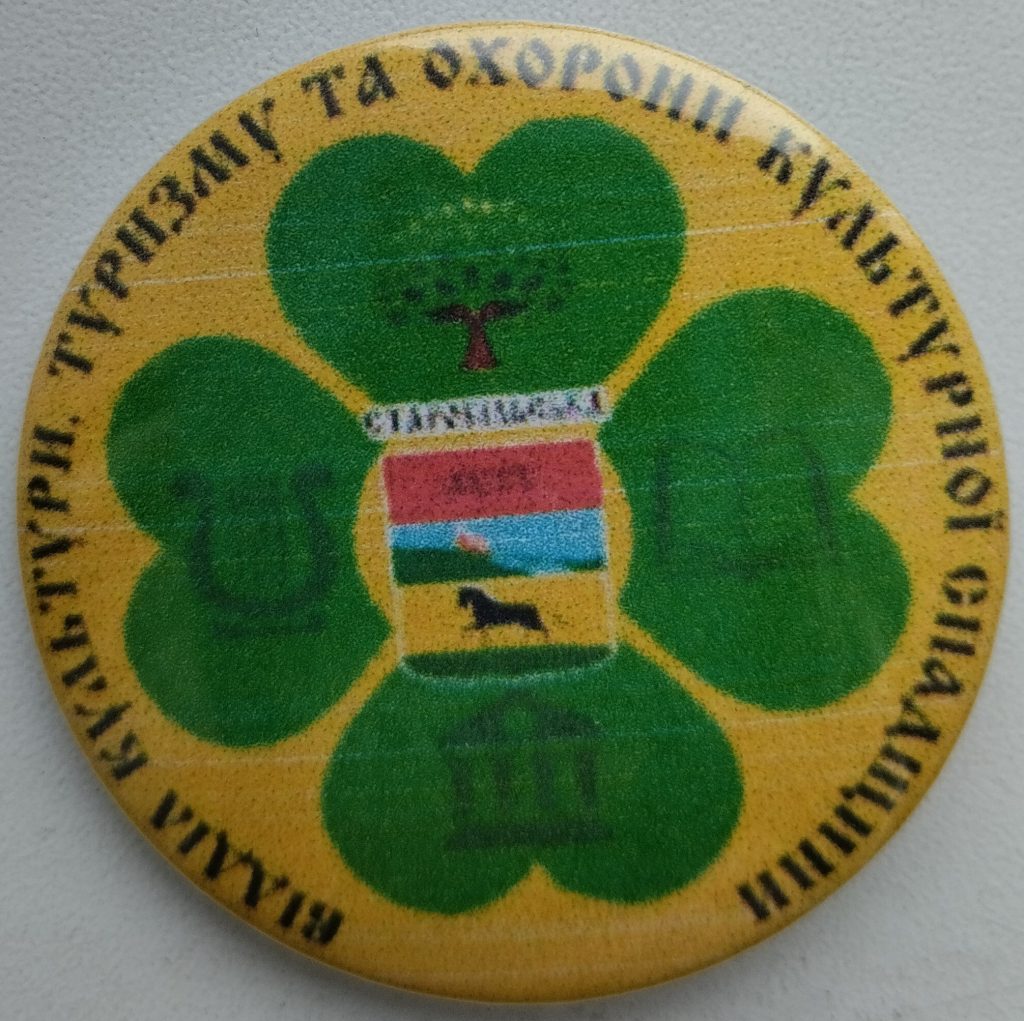 ВІДДІЛ КУЛЬТУРИ, ТУРИЗМУ ТА ОХОРОНИ КУЛЬТУРНОЇ СПАДЩИНИ